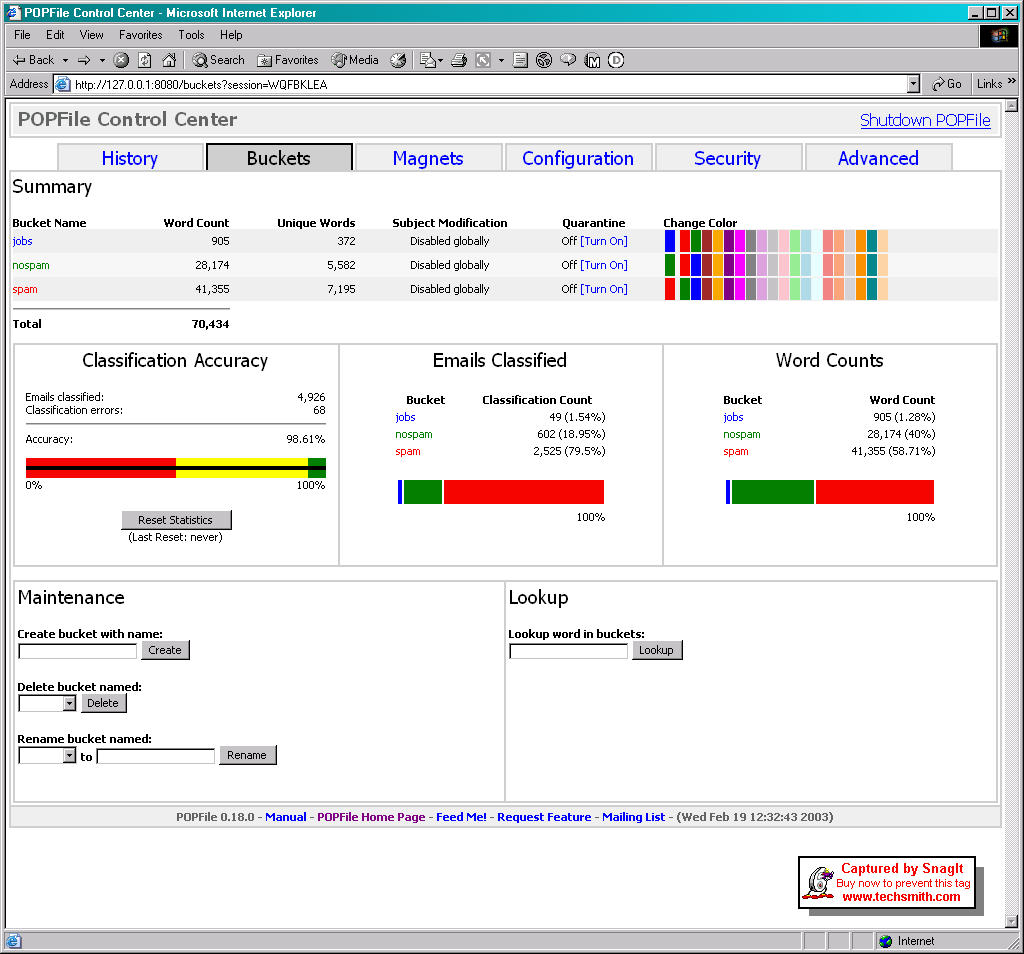 POPFile Control Center - Microsoft Internet Explorer
File Edit View Favorites Tools Help
Back Search Favorites Media
Address http://127.0.0.1:8080/buckets?session=WQFBKLEA Go Links »
POPFile Control Center Shutdown POPFile
History Buckets Magnets Configuration Security Advanced
Summary
Bucket Name Word Count Unique Words Subject Modification Quarantine Change Color
jobs 905 372 Disabled globally Off [Turn On]
nospam 28,174 5,582 Disabled globally Off [Turn On]
spam 41,355 7,195 Disabled globally Off [Turn On]
Total 70,434
Classification Accuracy
Emails classified: 4,926
Classification errors: 68
Accuracy: 98.61%
0% 100%
Reset Statistics
(Last Reset: never)
Emails Classified
Bucket Classification Count
jobs 49 (1.54%)
nospam 602 (18.95%)
spam 2,525 (79.5%)
100%
Word Counts
Bucket Word Count
jobs 905 (1.28%)
nospam 28,174 (40%)
spam 41,355 (58.71%)
100%
Maintenance
Create bucket with name:
Create
Delete bucket named:
Delete
Rename bucket named:
to Rename
Lookup
Lookup word in buckets:
Lookup
POPFile 0.18.0 - Manual - POPFile Home Page - Feed Me! - Request Feature - Mailing List - (Wed Feb 19 12:32:43 2003)
Captured by SnagIt
Buy now to prevent this tag
www.techsmith.com
Internet